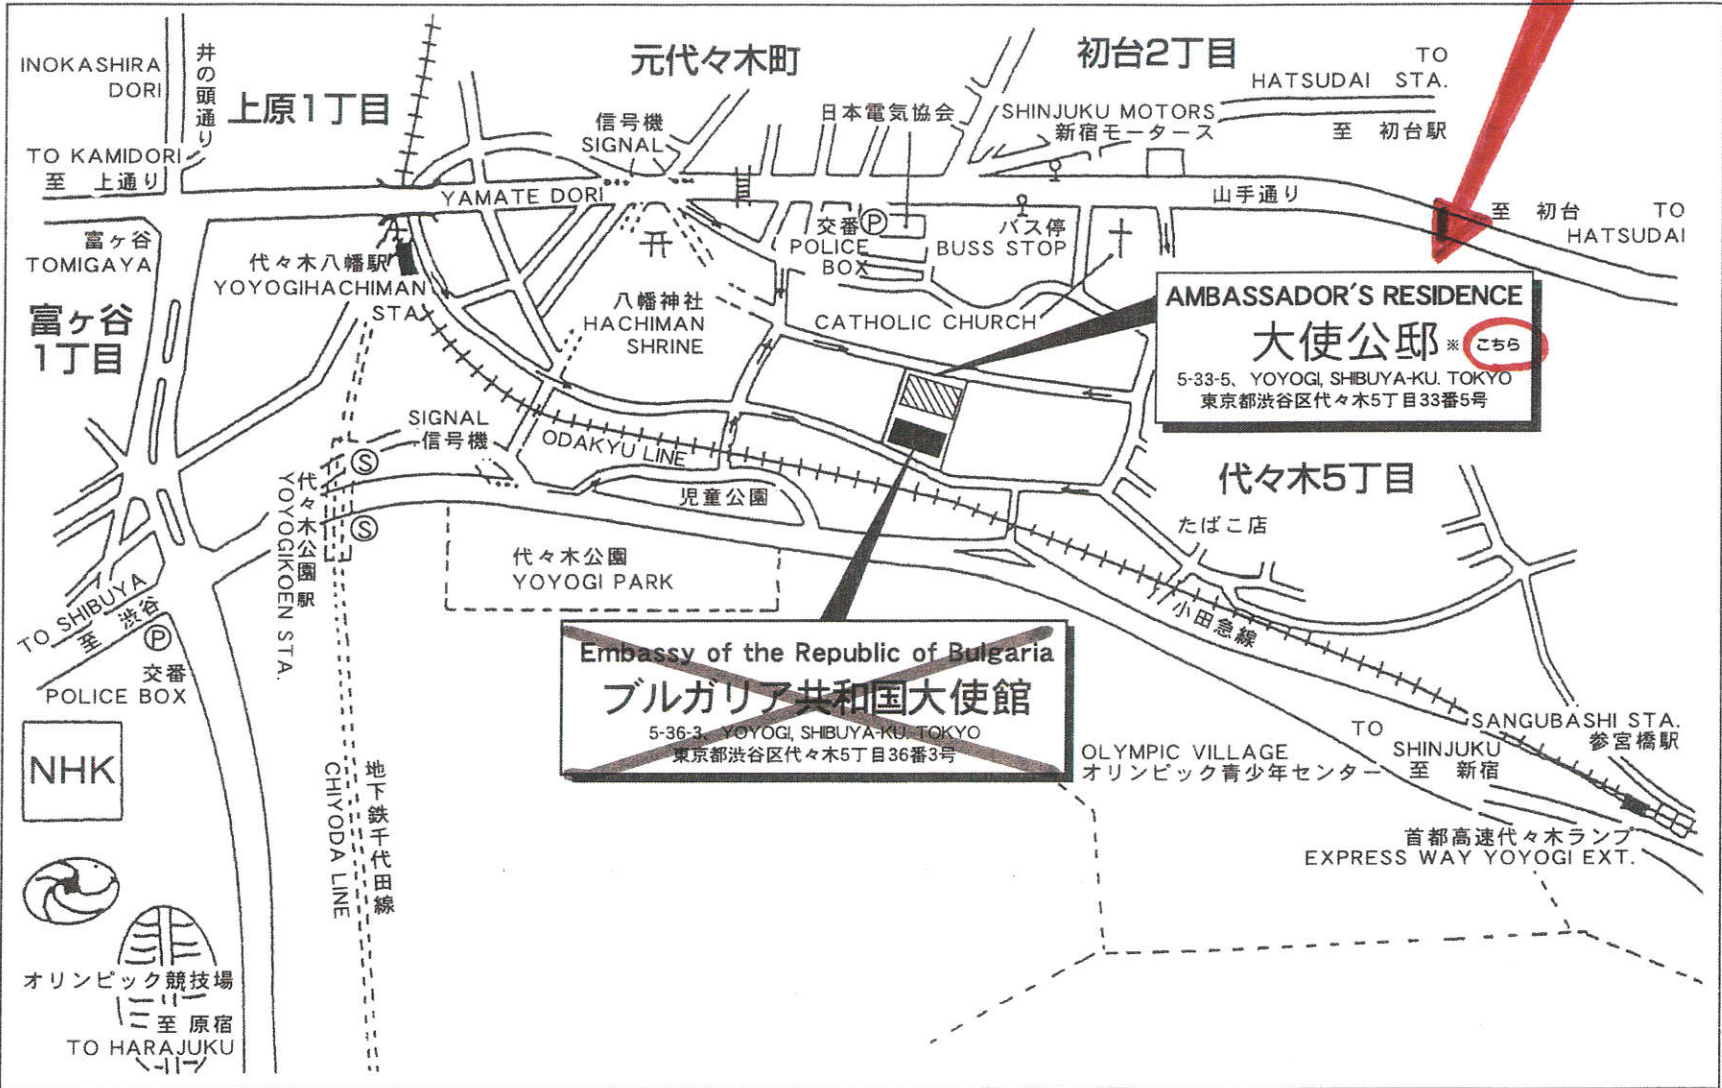 INOKASHIRA
DORI
井の頭通り
上原1丁目
元代々木町
初台2丁目
TO
HATSUDAI STA.
至 初台駅
信号機
SIGNAL
日本電気協会
SHINJUKU MOTORS
新宿モータース
TO KAMIDORI
至 上通り
YAMATE DORI
山手通り
至 初台 TO
HATSUDAI
富ヶ谷
TOMIGAYA
代々木八幡駅
YOYOGIHACHIMAN
STA.
交番
P
POLICE
BOX
バス停
BUSS STOP
富ヶ谷
1丁目
八幡神社
HACHIMAN
SHRINE
CATHOLIC CHURCH
AMBASSADOR'S RESIDENCE
大使公邸 ※ こちら
5-33-5、YOYOGI, SHIBUYA-KU. TOKYO
東京都渋谷区代々木5丁目33番5号
SIGNAL
信号機
ODAKYU LINE
代々木5丁目
S
S
代々木公園駅
YOYOGIKOEN STA.
児童公園
たばこ店
代々木公園
YOYOGI PARK
TO SHIBUYA
至 渋谷
P
交番
POLICE BOX
小田急線
Embassy of the Republic of Bulgaria
ブルガリア共和国大使館
5-36-3、YOYOGI, SHIBUYA-KU. TOKYO
東京都渋谷区代々木5丁目36番3号
SANGUBASHI STA.
参宮橋駅
TO
SHINJUKU
至 新宿
OLYMPIC VILLAGE
オリンピック青少年センター
NHK
地下鉄千代田線
CHIYODA LINE
首都高速代々木ランプ
EXPRESS WAY YOYOGI EXT.
オリンピック競技場
至 原宿
TO HARAJUKU